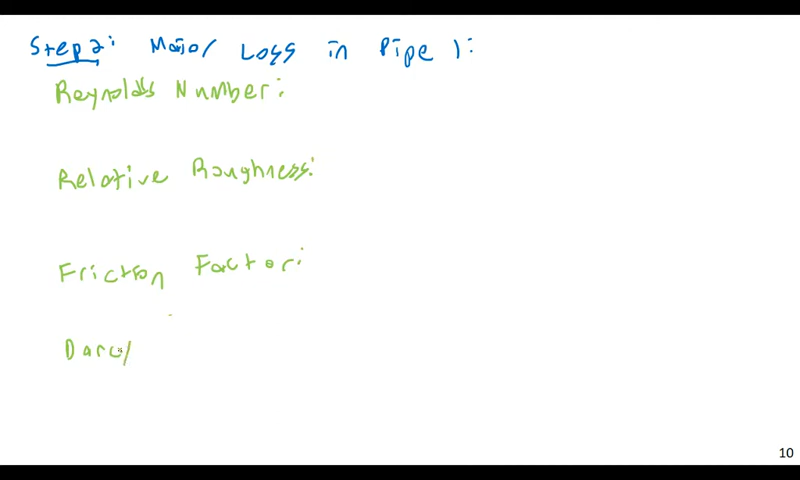 Step 2: Major Loss in Pipe 1:
Reynolds Number:
Relative Roughness:
Friction Factor:
Darcy
10